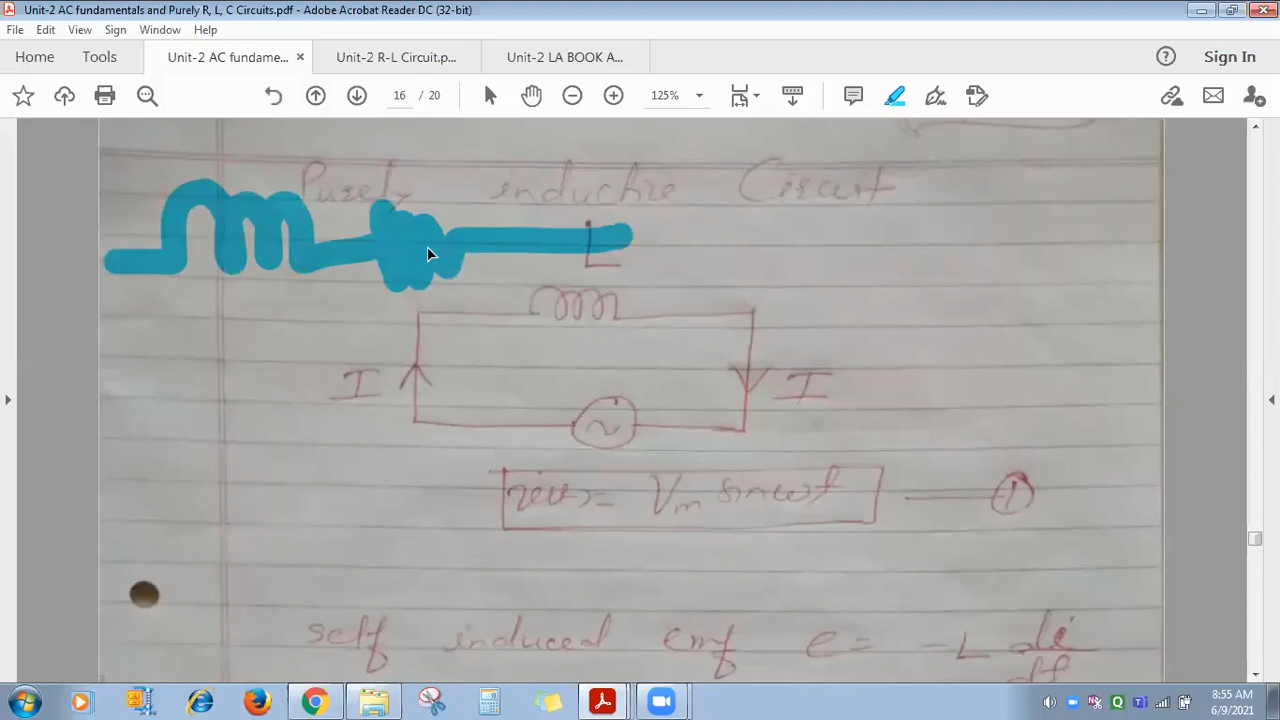 Unit-2 AC fundamentals and Purely R, L, C Circuits.pdf - Adobe Acrobat Reader DC (32-bit)
File Edit View Sign Window Help
Home Tools Unit-2 AC fundame... × Unit-2 R-L Circuit.p... Unit-2 LA BOOK A... Sign In
16 / 20 125%
Purely inductive Circuit
L
I I
= Vm sinωt ①
self induced emf e = -L di/dt
8:55 AM
6/9/2021